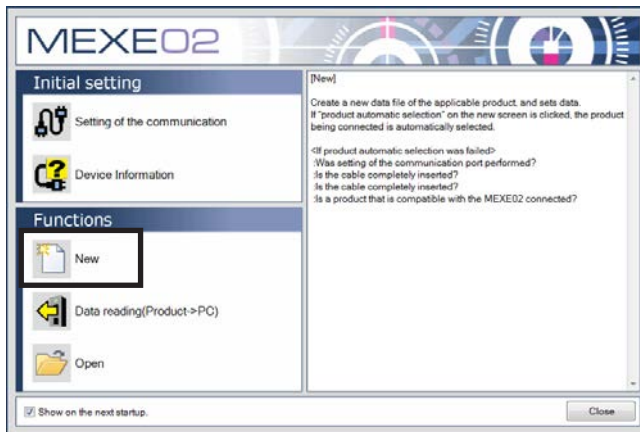 MEXE02
Initial setting
Setting of the communication
Device Information
Functions
New
Data reading(Product->PC)
Open
[New]
Create a new data file of the applicable product, and sets data.
If "product automatic selection" on the new screen is clicked, the product
being connected is automatically selected.
<If product automatic selection was failed>
:Was setting of the communication port performed?
:Is the cable completely inserted?
:Is the cable completely inserted?
:Is a product that is compatible with the MEXE02 connected?
Show on the next startup.
Close